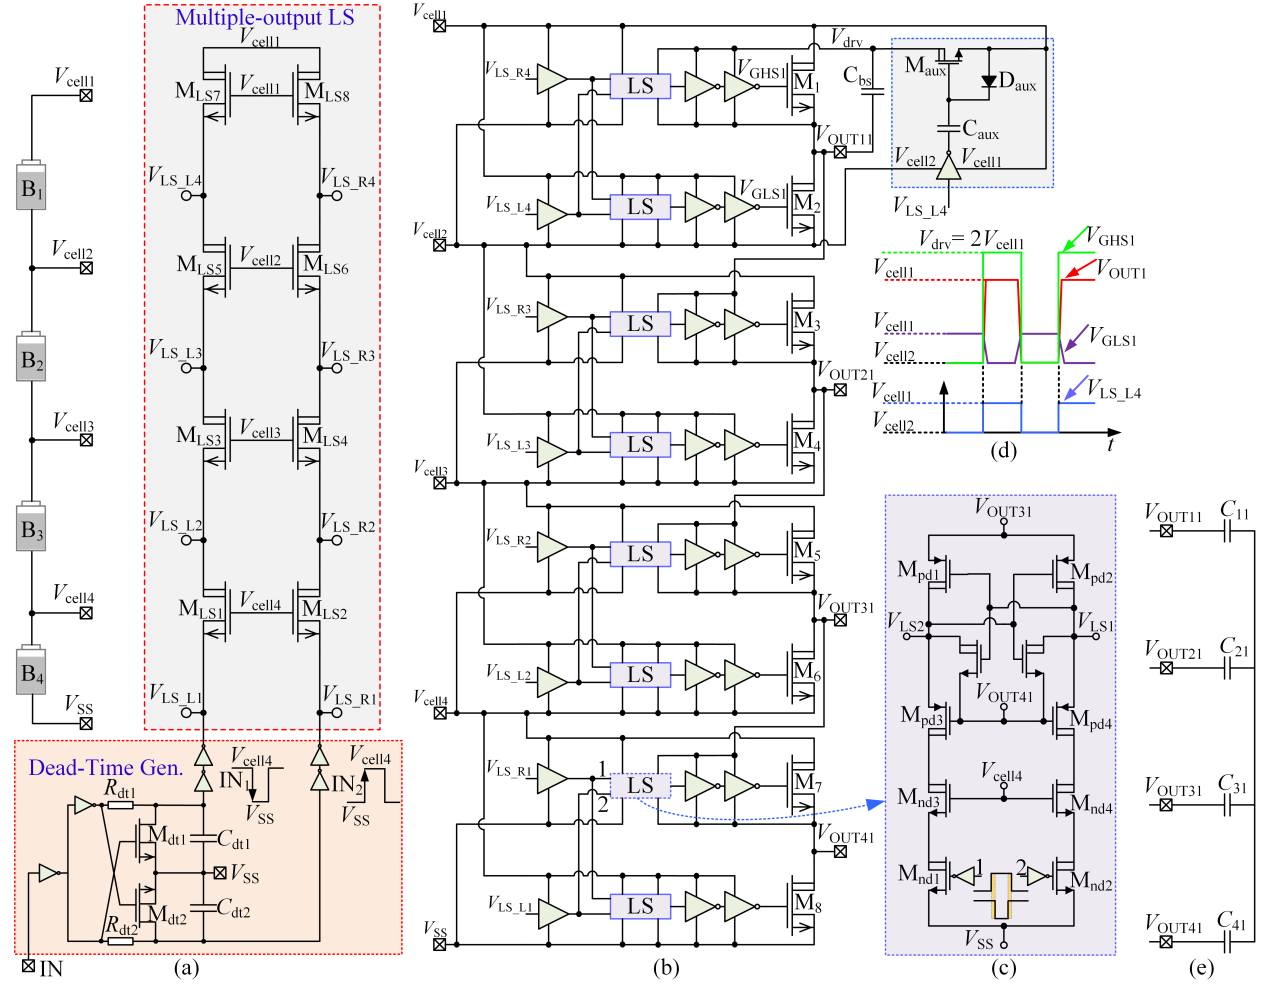 Multiple-output LS
Vcell1
Vcell1
MLS7
Vcell1
MLS8
B1
VLS_L4
VLS_R4
Vcell2
MLS5
Vcell2
MLS6
B2
VLS_L3
VLS_R3
Vcell3
MLS3
Vcell3
MLS4
B3
VLS_L2
VLS_R2
Vcell4
MLS1
Vcell4
MLS2
B4
VSS
VLS_L1
VLS_R1
Dead-Time Gen.
IN1
Vcell4
VSS
IN2
Vcell4
VSS
Rdt1
Mdt1
Cdt1
VSS
Mdt2
Cdt2
Rdt2
IN
(a)
Vcell1
VLS_R4
LS
VGHS1
M1
Vdrv
Cbs
VOUT11
VLS_L4
LS
VGLS1
M2
Vcell2
VLS_R3
LS
M3
VOUT21
VLS_L3
LS
M4
Vcell3
VLS_R2
LS
M5
VOUT31
VLS_L2
LS
M6
Vcell4
VLS_R1
1
2
LS
M7
VOUT41
VLS_L1
LS
M8
VSS
(b)
Maux
Daux
Caux
Vcell2
Vcell1
VLS_L4
Vdrv= 2Vcell1
VGHS1
Vcell1
VOUT1
Vcell1
VGLS1
Vcell2
Vcell1
VLS_L4
Vcell2
t
(d)
VOUT31
Mpd1
Mpd2
VLS2
VLS1
VOUT41
Mpd3
Mpd4
Vcell4
Mnd3
Mnd4
Mnd1
1
2
Mnd2
VSS
(c)
VOUT11
C11
VOUT21
C21
VOUT31
C31
VOUT41
C41
(e)